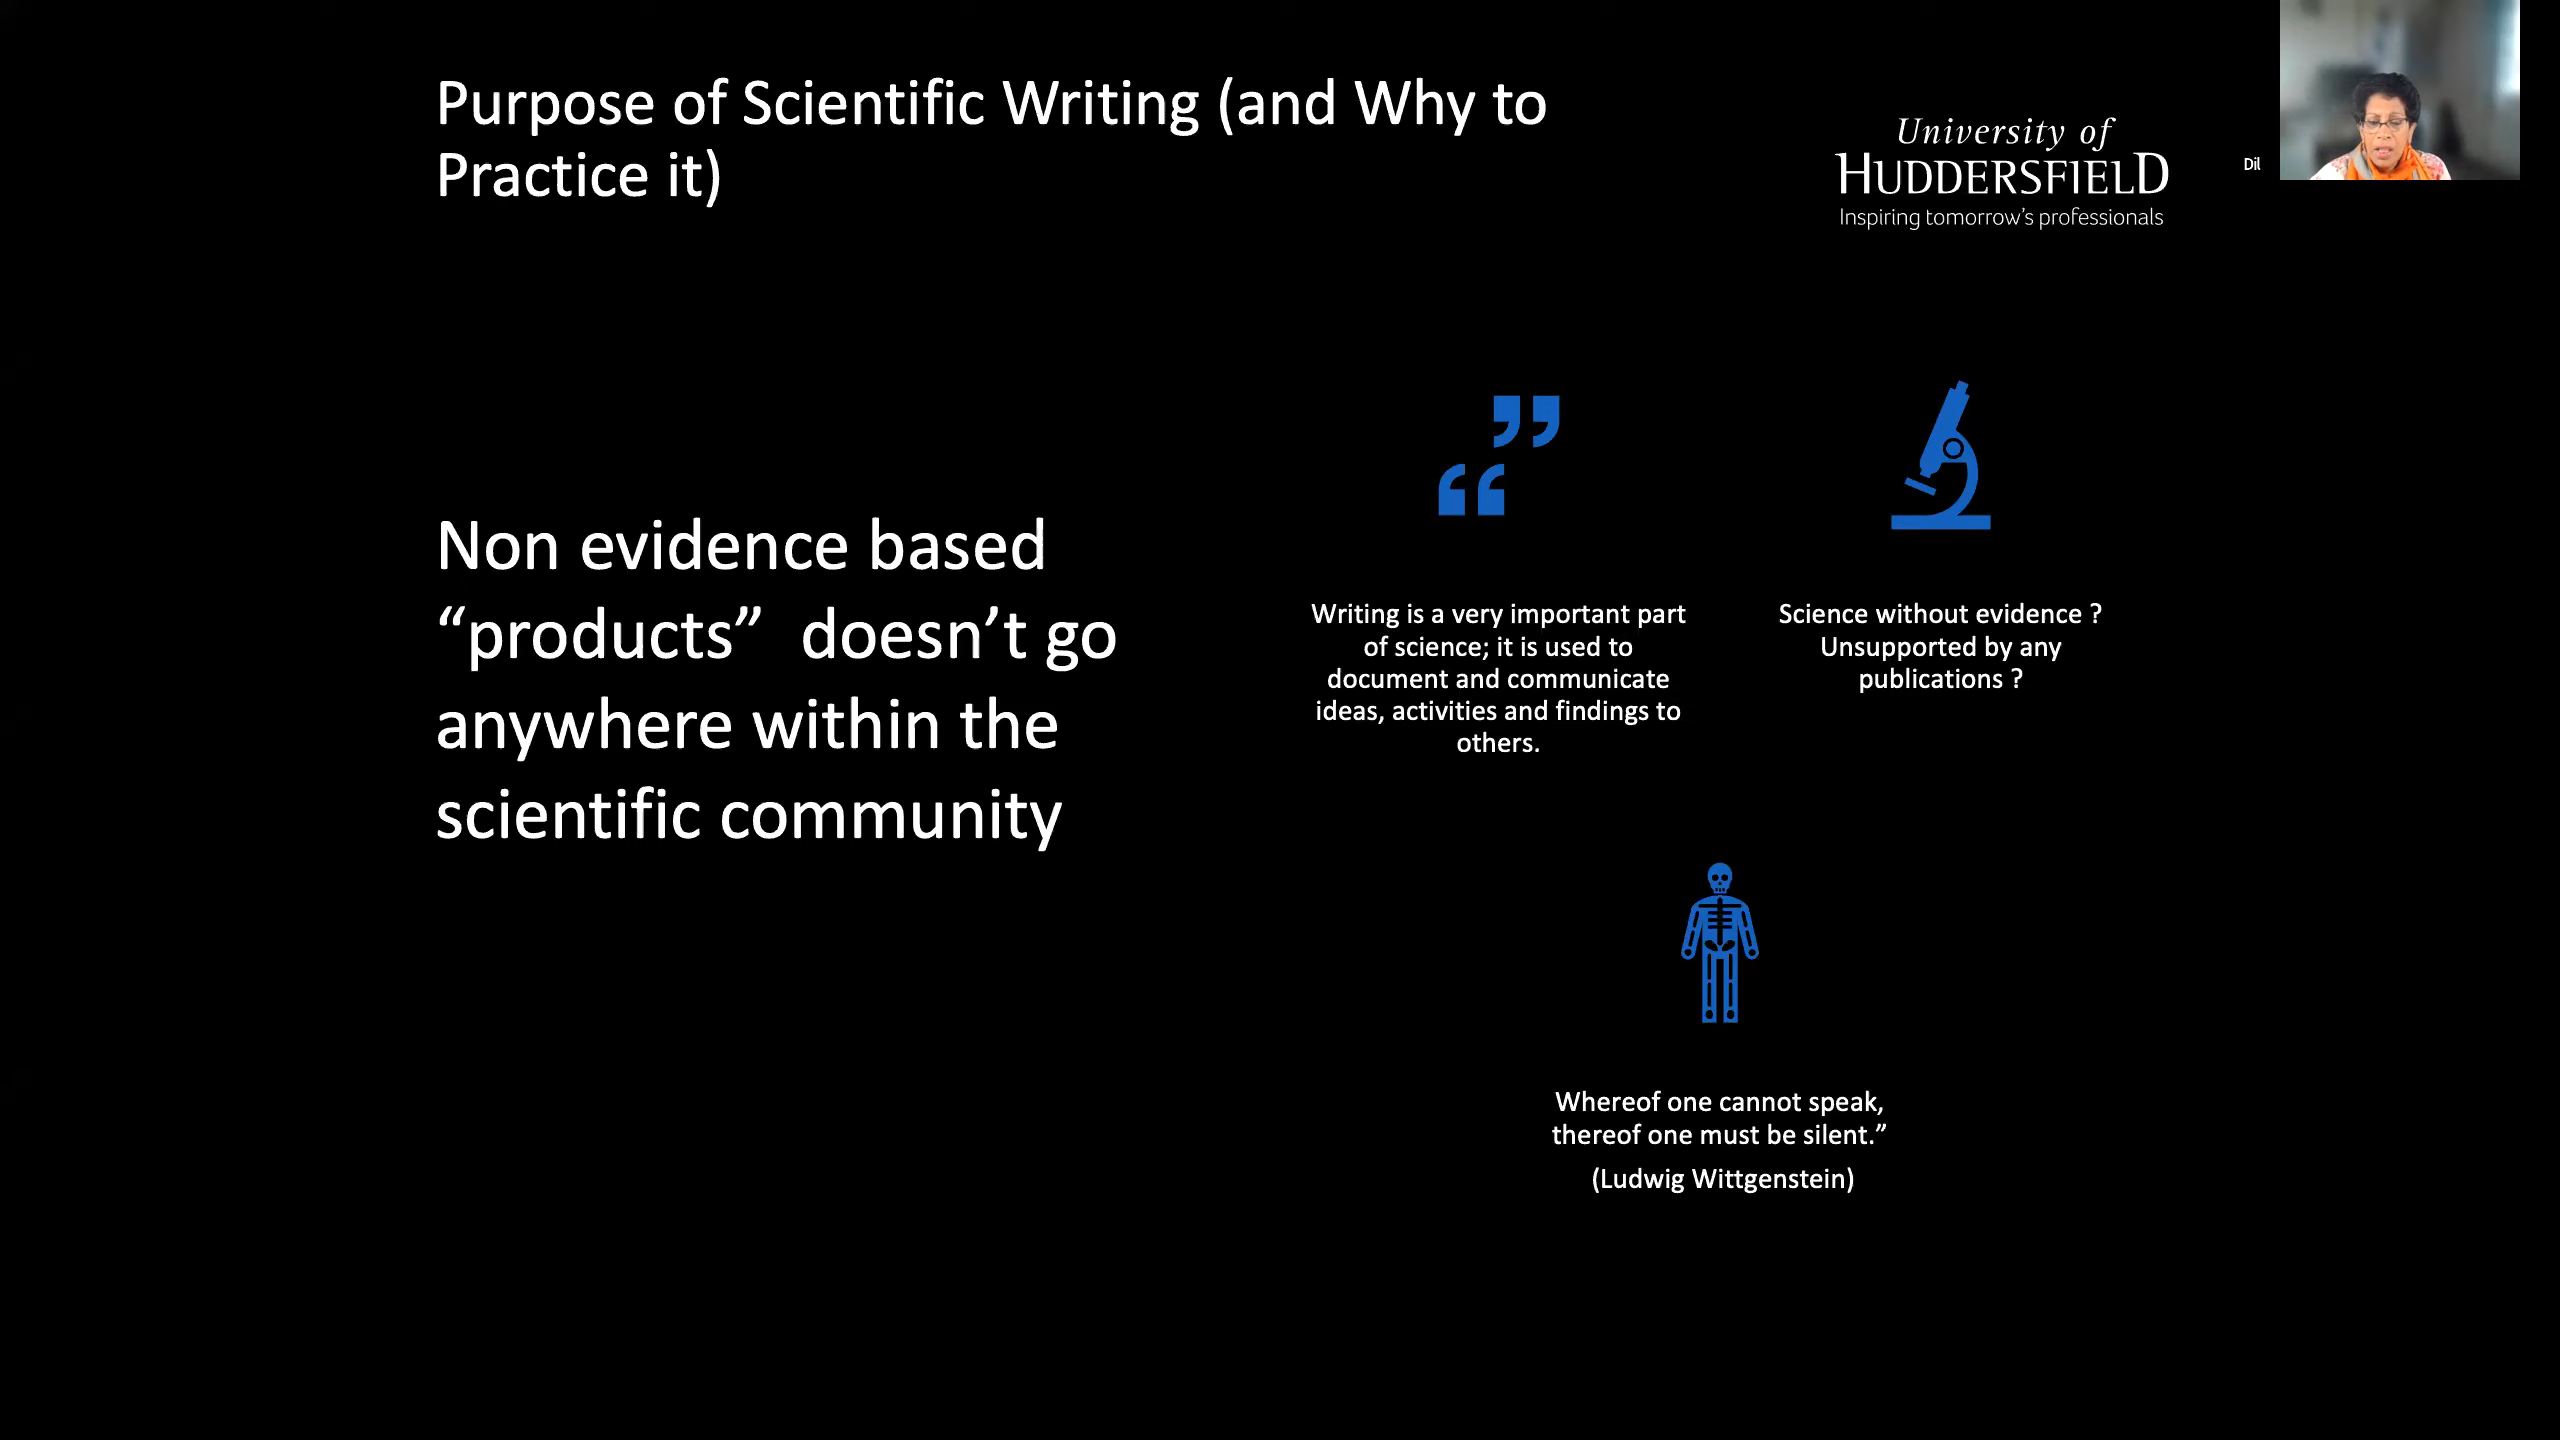 Purpose of Scientific Writing (and Why to
Practice it)
University of
HUDDERSFIELD
Inspiring tomorrow's professionals
Dil
Non evidence based
“products”  doesn't go
anywhere within the
scientific community
Writing is a very important part
of science; it is used to
document and communicate
ideas, activities and findings to
others.
Science without evidence ?
Unsupported by any
publications ?
Whereof one cannot speak,
thereof one must be silent.”
(Ludwig Wittgenstein)